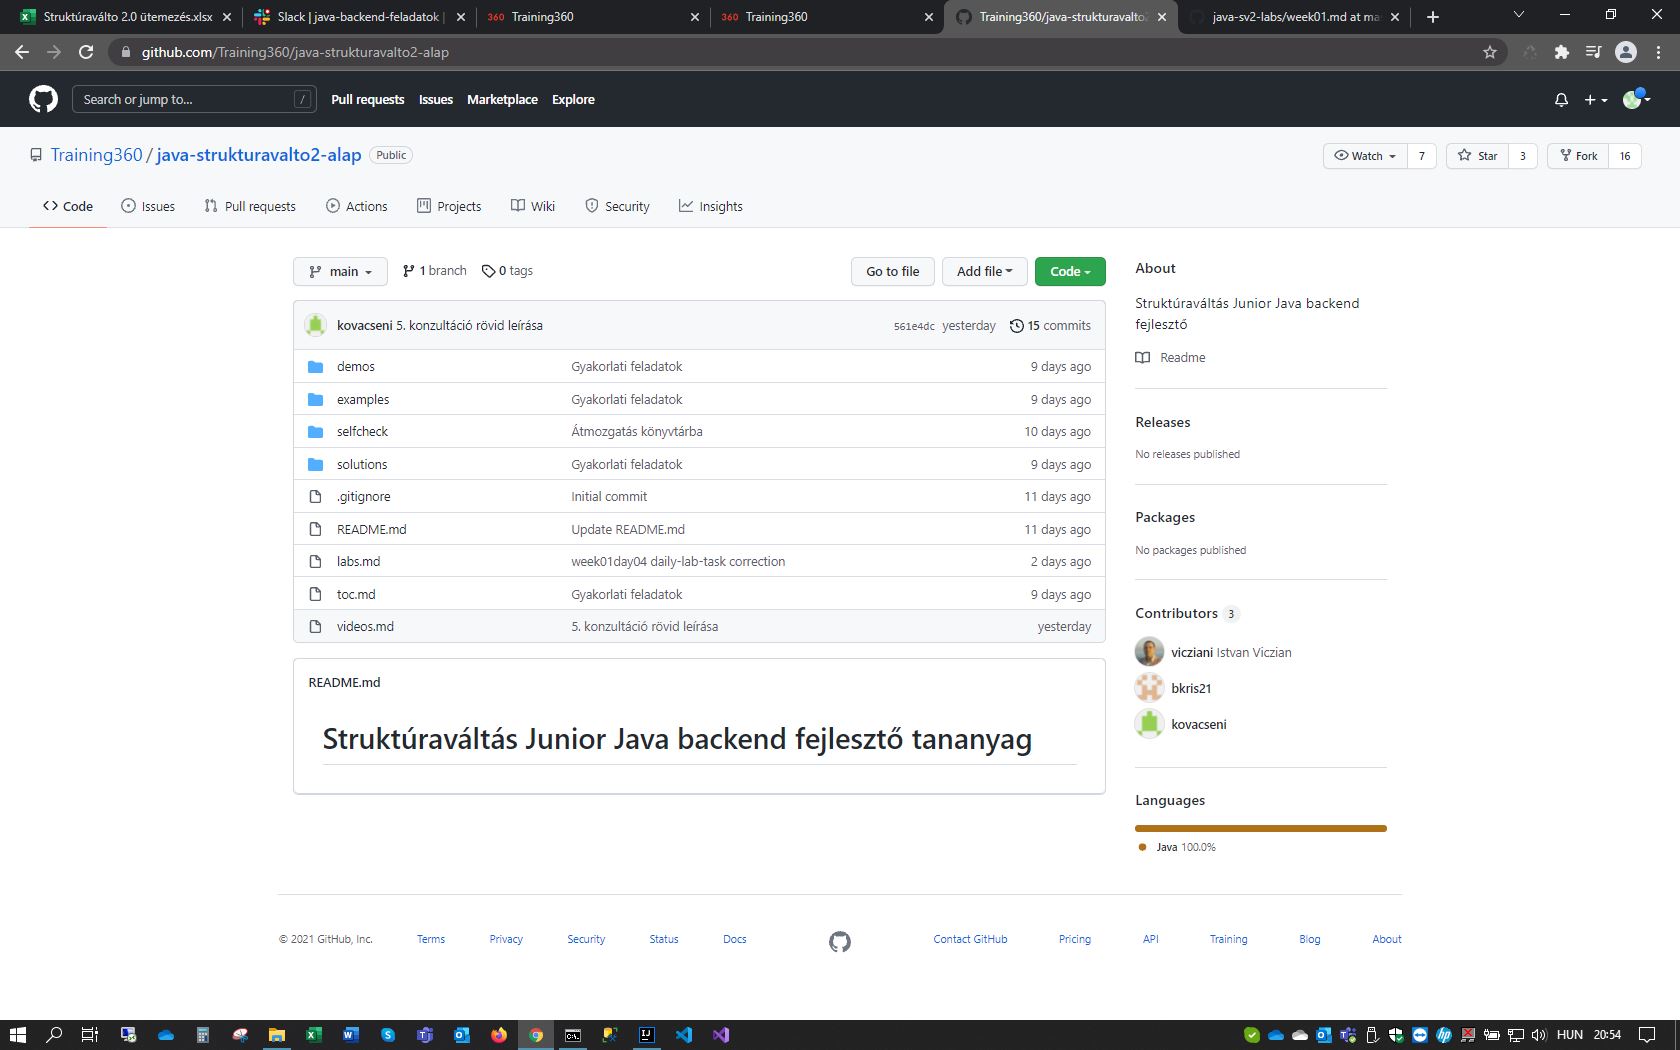 Struktúraválto 2.0 ütemezés.xlsx
Slack | java-backend-feladatok |
360 Training360
360 Training360
Training360/java-strukturavalto2
java-sv2-labs/week01.md at ma
github.com/Training360/java-strukturavalto2-alap
Search or jump to... /
Pull requests Issues Marketplace Explore
Training360 / java-strukturavalto2-alap Public
Watch 7 Star 3 Fork 16
Code Issues Pull requests Actions Projects Wiki Security Insights
main 1 branch 0 tags Go to file Add file Code
kovacseni 5. konzultáció rövid leírása 561e4dc yesterday 15 commits
demos Gyakorlati feladatok 9 days ago
examples Gyakorlati feladatok 9 days ago
selfcheck Átmozgatás könyvtárba 10 days ago
solutions Gyakorlati feladatok 9 days ago
.gitignore Initial commit 11 days ago
README.md Update README.md 11 days ago
labs.md week01day04 daily-lab-task correction 2 days ago
toc.md Gyakorlati feladatok 9 days ago
videos.md 5. konzultáció rövid leírása yesterday
README.md
Struktúraváltás Junior Java backend fejlesztő tananyag
About
Struktúráváltás Junior Java backend
fejlesztő
Readme
Releases
No releases published
Packages
No packages published
Contributors 3
vicziani Istvan Viczian
bkris21
kovacseni
Languages
Java 100.0%
© 2021 GitHub, Inc. Terms Privacy Security Status Docs Contact GitHub Pricing API Training Blog About
HUN 20:54